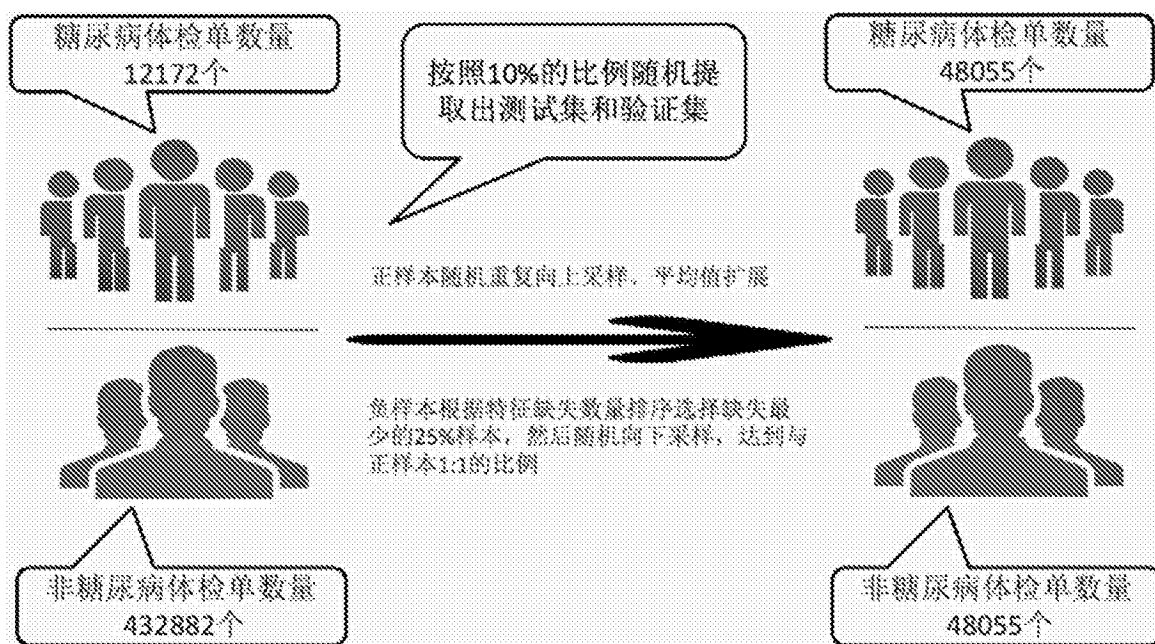 糖尿病体检单数量
12172个
按照10%的比例随机提
取出测试集和验证集
糖尿病体检单数量
48055个
正样本随机重复向上采样，平均值扩展
负样本根据特征缺失数量排序选择缺失最
少的25%样本，然后随机向下采样，达到与
正样本1:1的比例
非糖尿病体检单数量
432882个
非糖尿病体检单数量
48055个